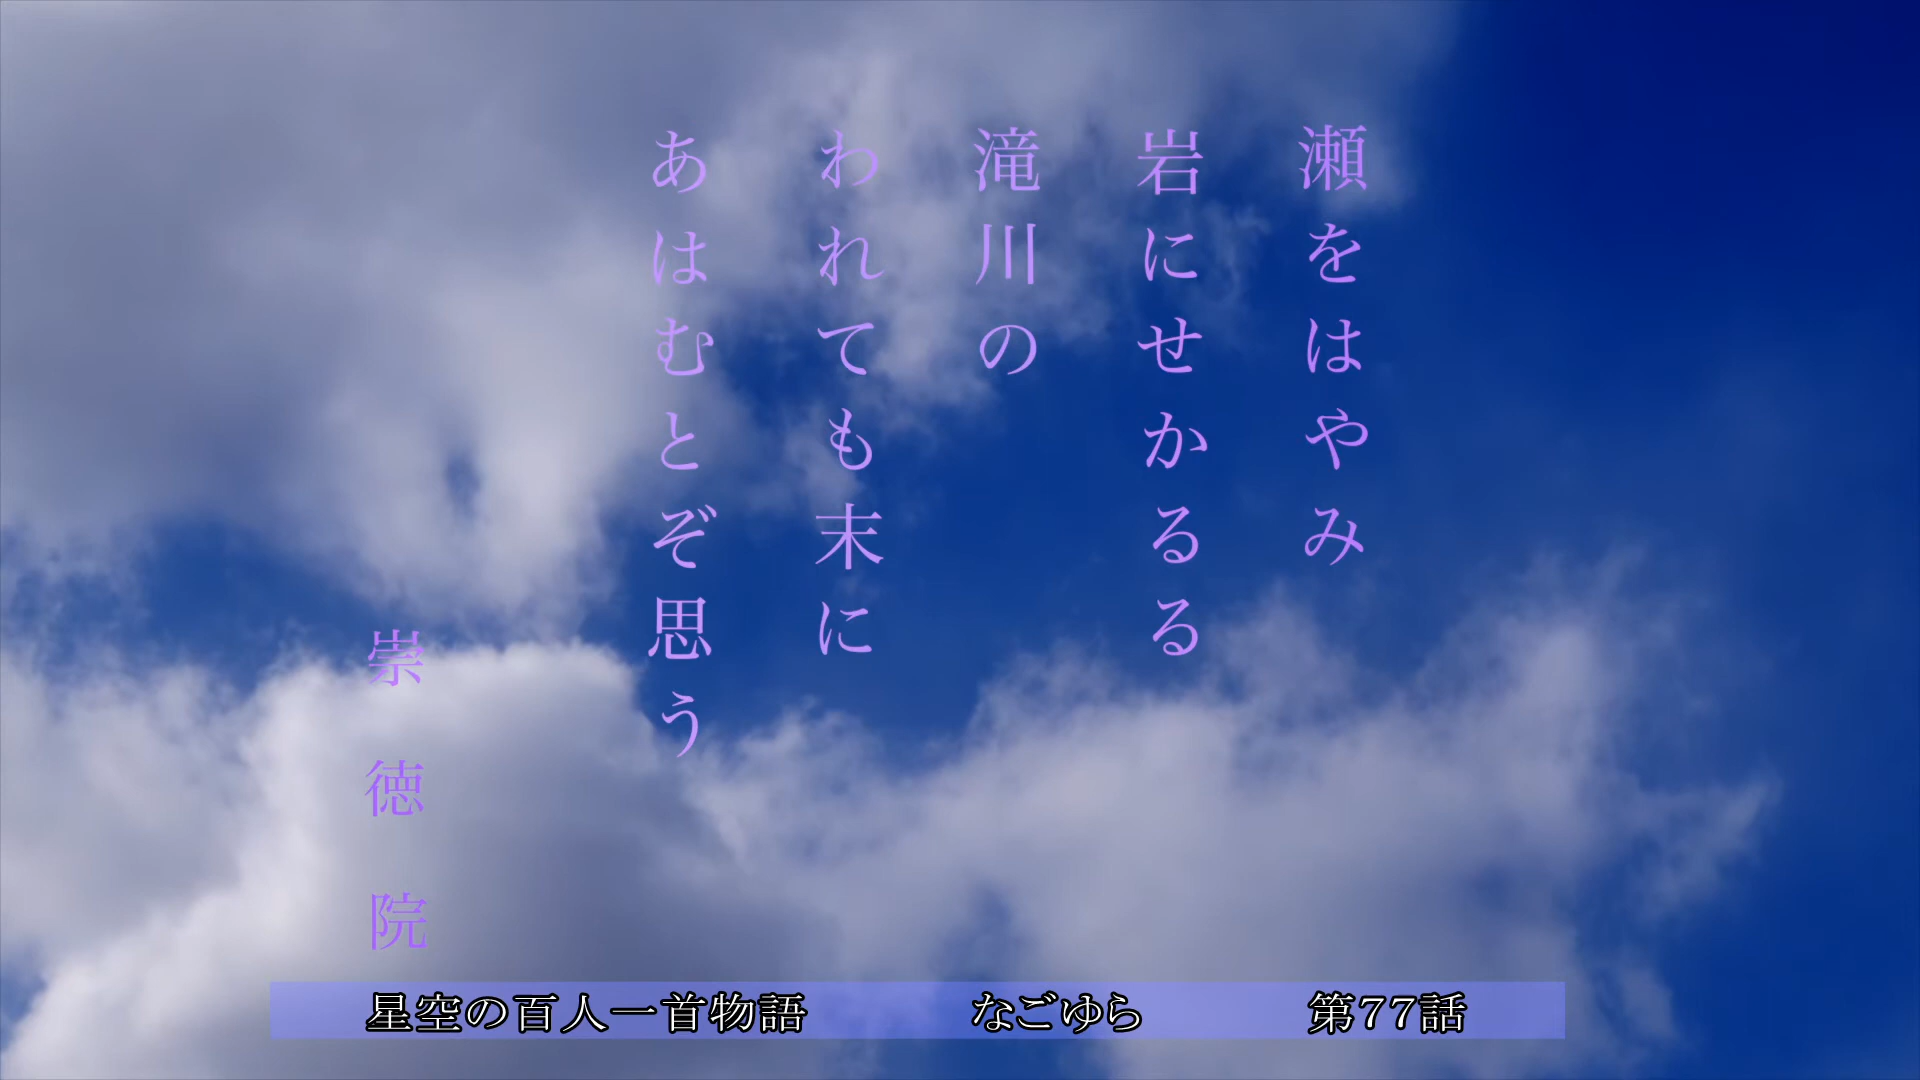 瀬をはやみ
岩にせかるる
滝川の
われても末に
あはむとぞ思う
崇徳院
星空の百人一首物語 なごゆら 第77話